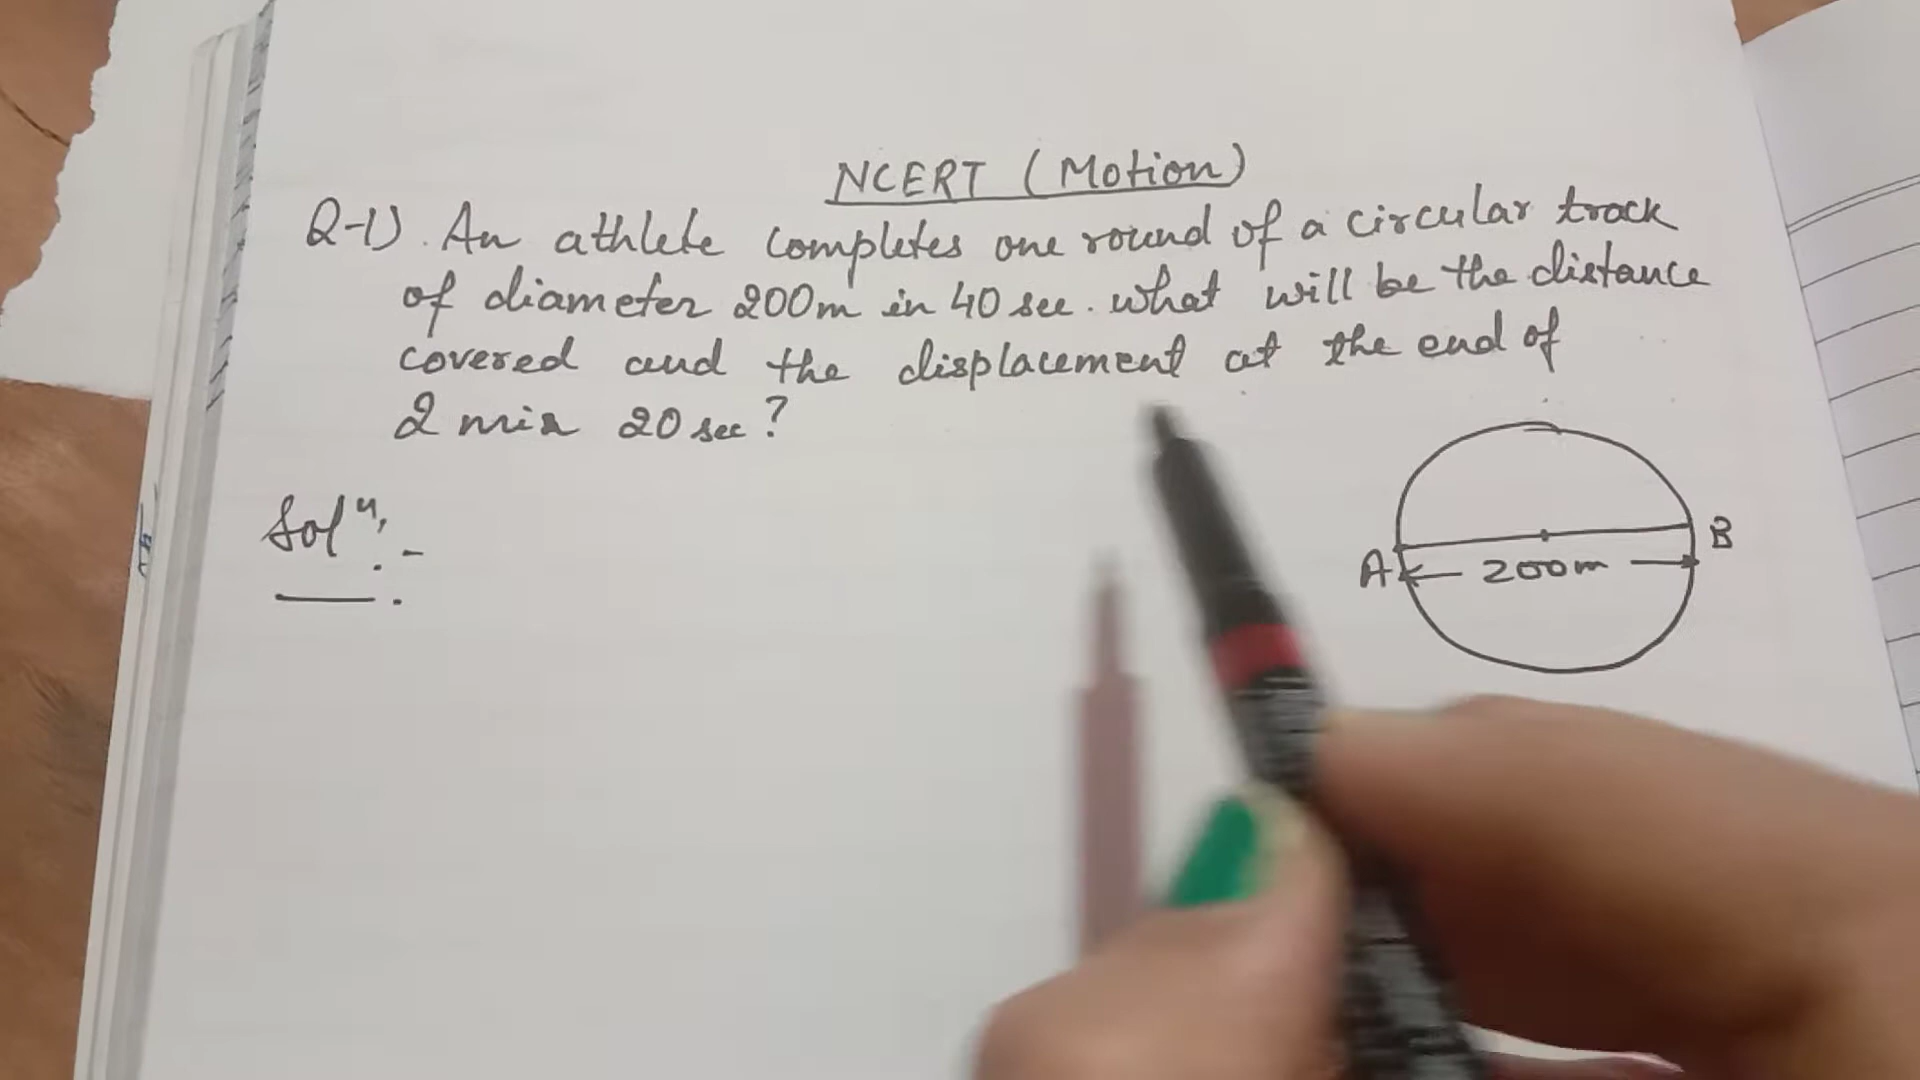 NCERT (Motion)
Q-1). An athlete completes one round of a circular track
of diameter 200m in 40 sec. what will be the distance
covered and the displacement at the end of
2 min 20 sec?
Solⁿ:-
A 200m B